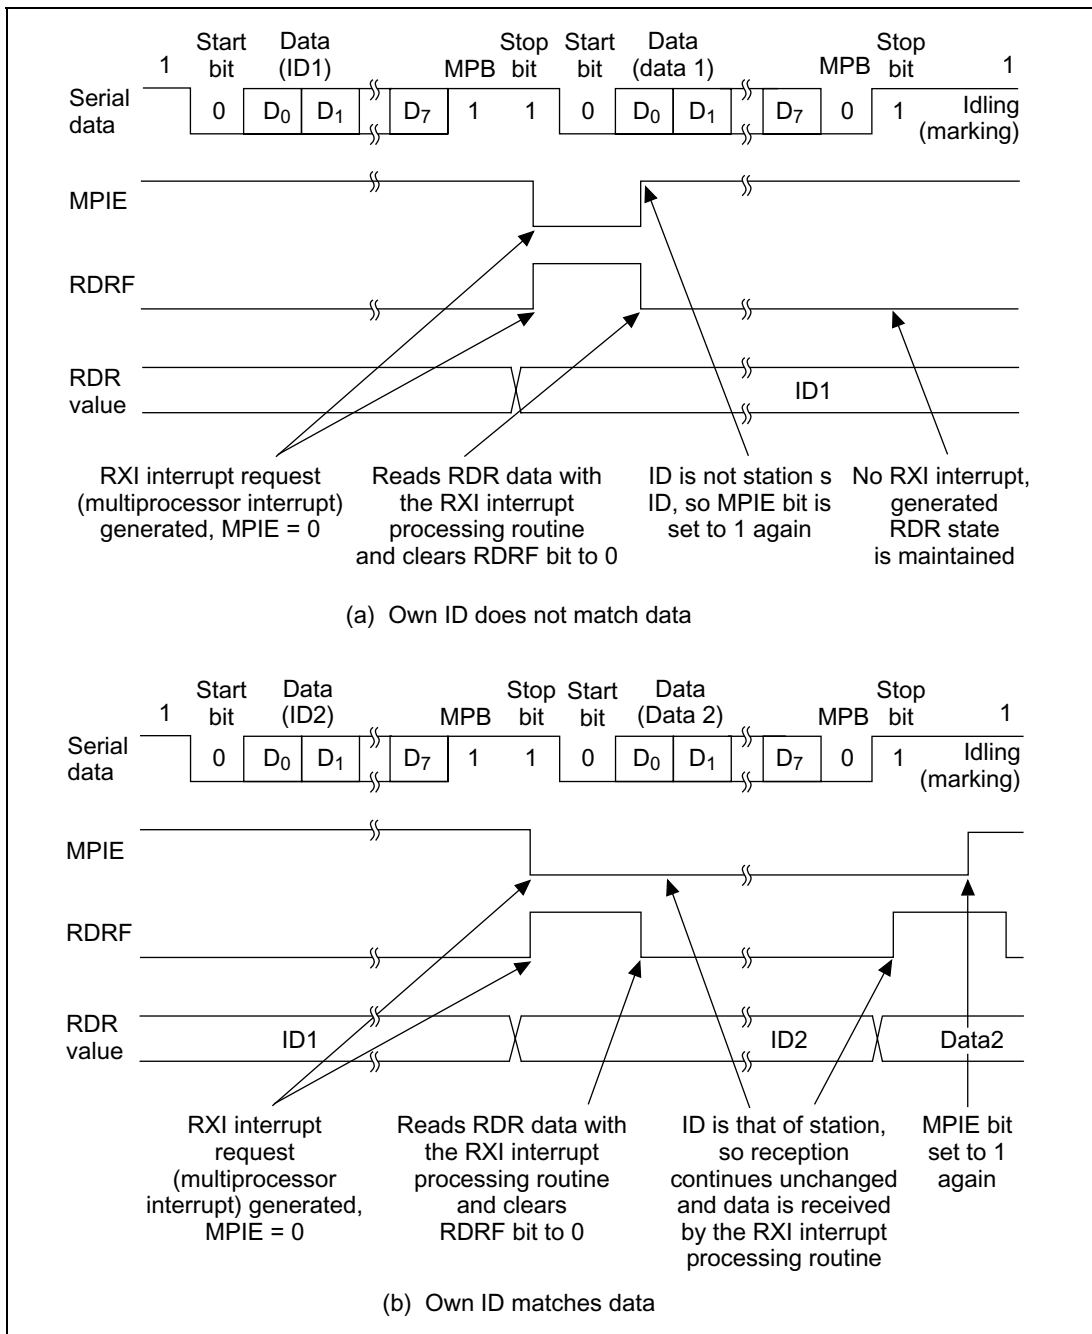 Start Data Stop Start Data Stop
1 bit (ID1) MPB bit bit (data 1) MPB bit 1
Serial data 0 D0 D1 D7 1 1 0 D0 D1 D7 0 1 Idling (marking)
MPIE
RDRF
RDR value ID1
RXI interrupt request
(multiprocessor interrupt)
generated, MPIE = 0
Reads RDR data with
the RXI interrupt
processing routine
and clears RDRF bit to 0
ID is not station s
ID, so MPIE bit is
set to 1 again
No RXI interrupt,
generated
RDR state
is maintained
(a) Own ID does not match data
Start Data Stop Start Data Stop
1 bit (ID2) MPB bit bit (Data 2) MPB bit 1
Serial data 0 D0 D1 D7 1 1 0 D0 D1 D7 0 1 Idling (marking)
MPIE
RDRF
RDR value ID1 ID2 Data2
RXI interrupt
request
(multiprocessor
interrupt) generated,
MPIE = 0
Reads RDR data with
the RXI interrupt
processing routine
and clears
RDRF bit to 0
ID is that of station,
so reception
continues unchanged
and data is received
by the RXI interrupt
processing routine
MPIE bit
set to 1
again
(b) Own ID matches data